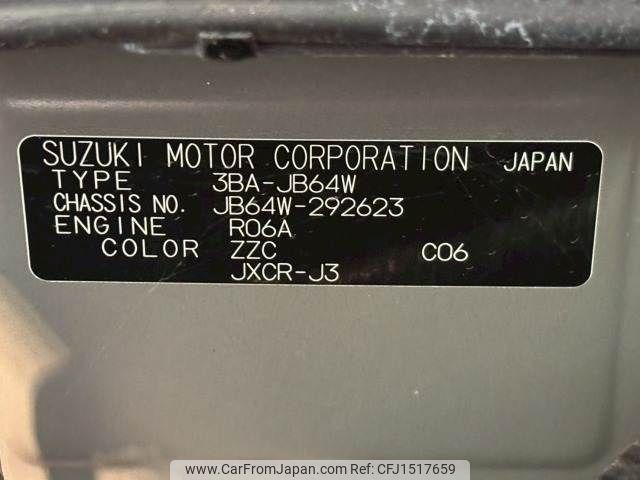 SUZUKI MOTOR CORPORATION JAPAN
TYPE 3BA-JB64W
CHASSIS NO. JB64W-292623
ENGINE R06A
COLOR ZZC C06
JXCR-J3
www.CarFromJapan.com - CFJ1517659